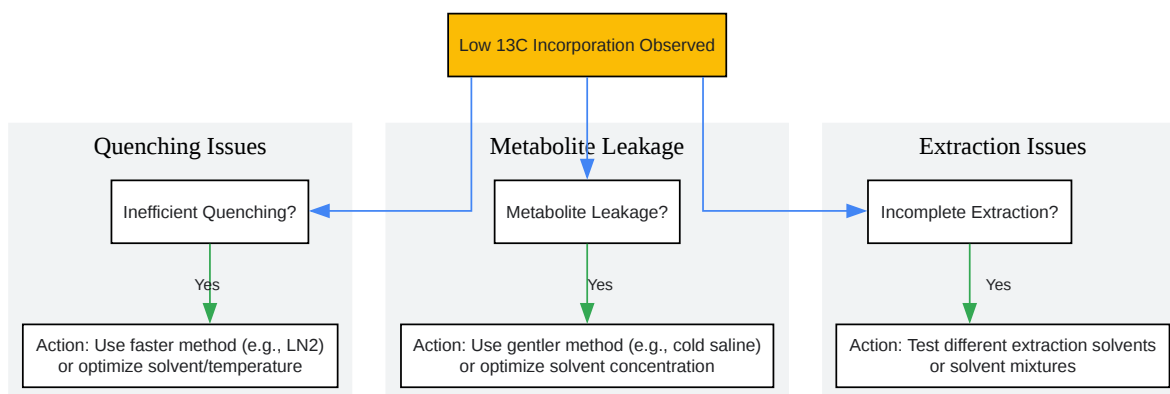 Low 13C Incorporation Observed
Quenching Issues
Metabolite Leakage
Extraction Issues
Inefficient Quenching?
Metabolite Leakage?
Incomplete Extraction?
Yes
Yes
Yes
Action: Use faster method (e.g., LN2)
or optimize solvent/temperature
Action: Use gentler method (e.g., cold saline)
or optimize solvent concentration
Action: Test different extraction solvents
or solvent mixtures